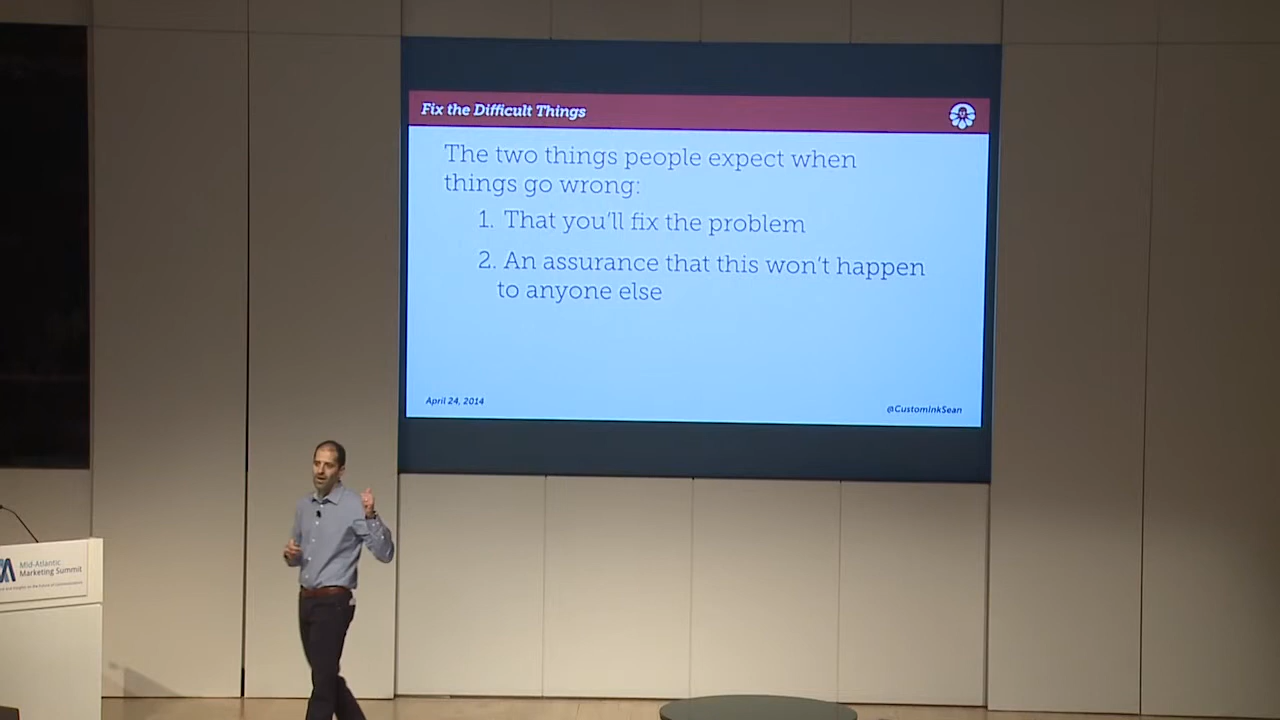 Fix the Difficult Things
The two things people expect when
things go wrong:
1. That you'll fix the problem
2. An assurance that this won't happen
to anyone else
April 24, 2014
@CustomInkSean
Mid-Atlantic
Marketing Summit